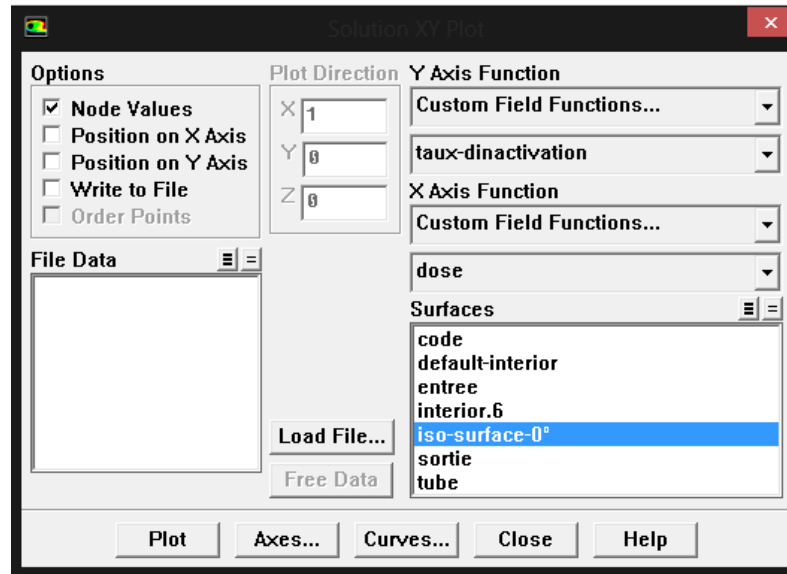 Solution XY Plot
Options
Node Values
Position on X Axis
Position on Y Axis
Write to File
Order Points
File Data
Plot Direction
X 1
Y 0
Z 0
Load File...
Free Data
Y Axis Function
Custom Field Functions...
taux-dinactivation
X Axis Function
Custom Field Functions...
dose
Surfaces
code
default-interior
entree
interior.6
iso-surface-0°
sortie
tube
Plot
Axes...
Curves...
Close
Help